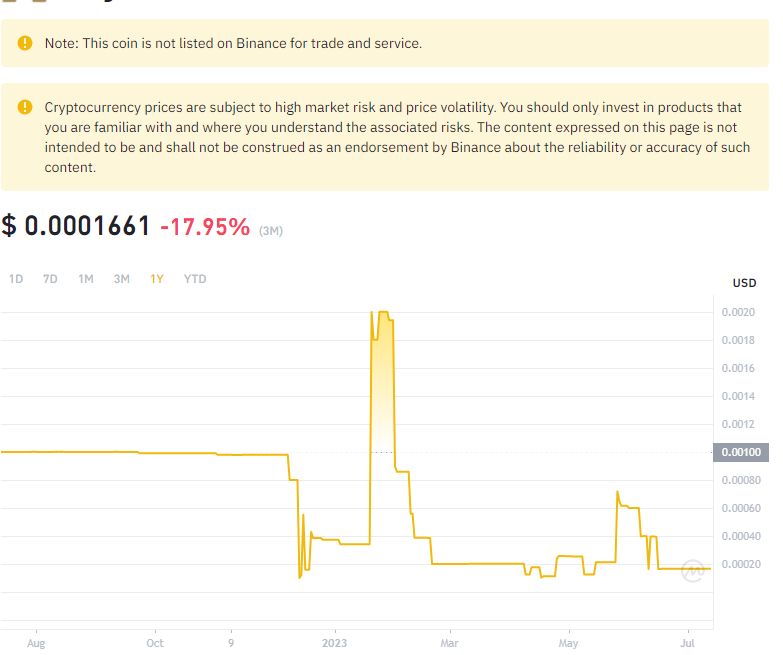 Note: This coin is not listed on Binance for trade and service.
Cryptocurrency prices are subject to high market risk and price volatility. You should only invest in products that
you are familiar with and where you understand the associated risks. The content expressed on this page is not
intended to be and shall not be construed as an endorsement by Binance about the reliability or accuracy of such
content.
$ 0.0001661 -17.95% (3M)
1D 7D 1M 3M 1Y YTD
USD
0.0020
0.0018
0.0016
0.0014
0.0012
0.00100
0.00080
0.00060
0.00040
0.00020
Aug Oct 9 2023 Mar May Jul